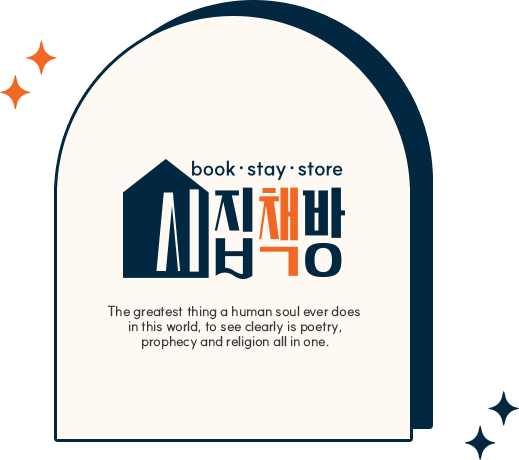 book·stay·store
시집책방
The greatest thing a human soul ever does
in this world, to see clearly is poetry,
prophecy and religion all in one.